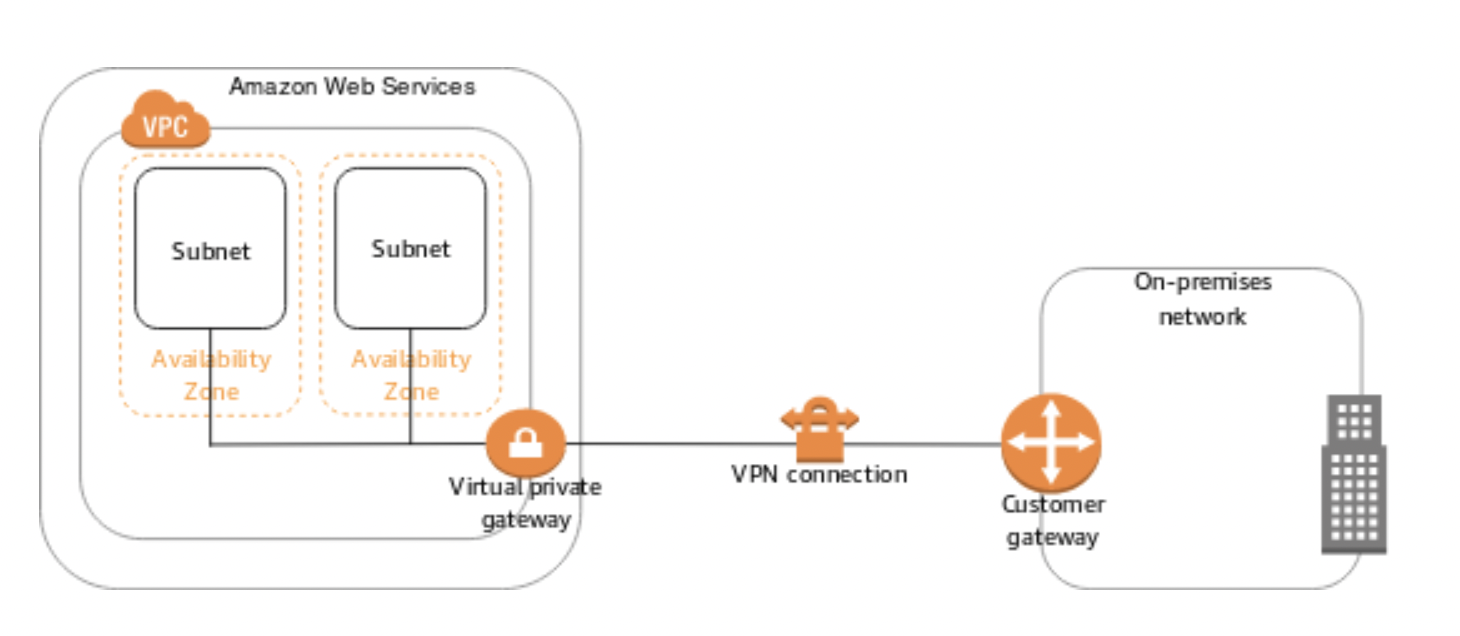 Amazon Web Services
VPC
Subnet
Subnet
Availability
Zone
Availability
Zone
Virtual private
gateway
VPN connection
On-premises
network
Customer
gateway